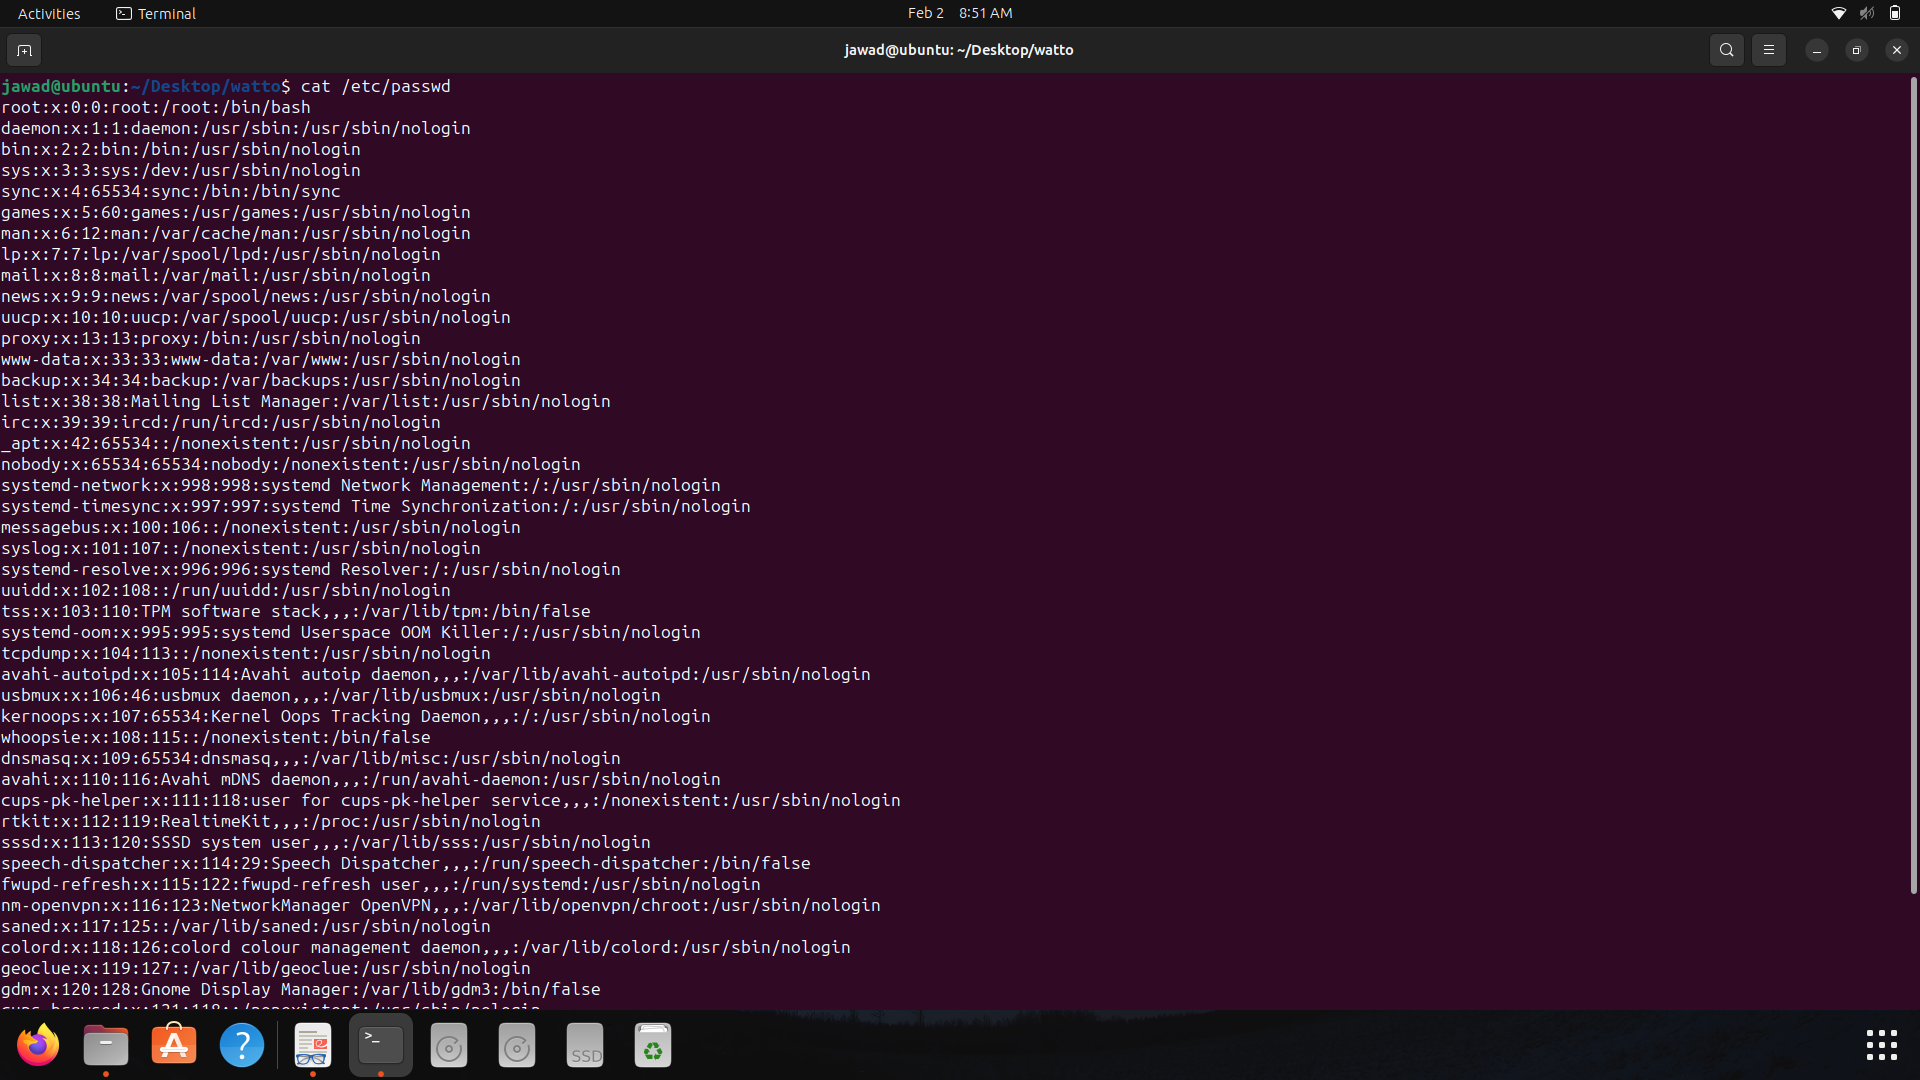 Activities Terminal Feb 2 8:51 AM
jawad@ubuntu: ~/Desktop/watto
jawad@ubuntu:~/Desktop/watto$ cat /etc/passwd
root:x:0:0:root:/root:/bin/bash
daemon:x:1:1:daemon:/usr/sbin:/usr/sbin/nologin
bin:x:2:2:bin:/bin:/usr/sbin/nologin
sys:x:3:3:sys:/dev:/usr/sbin/nologin
sync:x:4:65534:sync:/bin:/bin/sync
games:x:5:60:games:/usr/games:/usr/sbin/nologin
man:x:6:12:man:/var/cache/man:/usr/sbin/nologin
lp:x:7:7:lp:/var/spool/lpd:/usr/sbin/nologin
mail:x:8:8:mail:/var/mail:/usr/sbin/nologin
news:x:9:9:news:/var/spool/news:/usr/sbin/nologin
uucp:x:10:10:uucp:/var/spool/uucp:/usr/sbin/nologin
proxy:x:13:13:proxy:/bin:/usr/sbin/nologin
www-data:x:33:33:www-data:/var/www:/usr/sbin/nologin
backup:x:34:34:backup:/var/backups:/usr/sbin/nologin
list:x:38:38:Mailing List Manager:/var/list:/usr/sbin/nologin
irc:x:39:39:ircd:/run/ircd:/usr/sbin/nologin
_apt:x:42:65534::/nonexistent:/usr/sbin/nologin
nobody:x:65534:65534:nobody:/nonexistent:/usr/sbin/nologin
systemd-network:x:998:998:systemd Network Management:/:/usr/sbin/nologin
systemd-timesync:x:997:997:systemd Time Synchronization:/:/usr/sbin/nologin
messagebus:x:100:106::/nonexistent:/usr/sbin/nologin
syslog:x:101:107::/nonexistent:/usr/sbin/nologin
systemd-resolve:x:996:996:systemd Resolver:/:/usr/sbin/nologin
uuidd:x:102:108::/run/uuidd:/usr/sbin/nologin
tss:x:103:110:TPM software stack,,,:/var/lib/tpm:/bin/false
systemd-oom:x:995:995:systemd Userspace OOM Killer:/:/usr/sbin/nologin
tcpdump:x:104:113::/nonexistent:/usr/sbin/nologin
avahi-autoipd:x:105:114:Avahi autoip daemon,,,:/var/lib/avahi-autoipd:/usr/sbin/nologin
usbmux:x:106:46:usbmux daemon,,,:/var/lib/usbmux:/usr/sbin/nologin
kernoops:x:107:65534:Kernel Oops Tracking Daemon,,,:/:/usr/sbin/nologin
whoopsie:x:108:115::/nonexistent:/bin/false
dnsmasq:x:109:65534:dnsmasq,,,:/var/lib/misc:/usr/sbin/nologin
avahi:x:110:116:Avahi mDNS daemon,,,:/run/avahi-daemon:/usr/sbin/nologin
cups-pk-helper:x:111:118:user for cups-pk-helper service,,,:/nonexistent:/usr/sbin/nologin
rtkit:x:112:119:RealtimeKit,,,:/proc:/usr/sbin/nologin
sssd:x:113:120:SSSD system user,,,:/var/lib/sss:/usr/sbin/nologin
speech-dispatcher:x:114:29:Speech Dispatcher,,,:/run/speech-dispatcher:/bin/false
fwupd-refresh:x:115:122:fwupd-refresh user,,,:/run/systemd:/usr/sbin/nologin
nm-openvpn:x:116:123:NetworkManager OpenVPN,,,:/var/lib/openvpn/chroot:/usr/sbin/nologin
saned:x:117:125::/var/lib/saned:/usr/sbin/nologin
colord:x:118:126:colord colour management daemon,,,:/var/lib/colord:/usr/sbin/nologin
geoclue:x:119:127::/var/lib/geoclue:/usr/sbin/nologin
gdm:x:120:128:Gnome Display Manager:/var/lib/gdm3:/bin/false
SSD